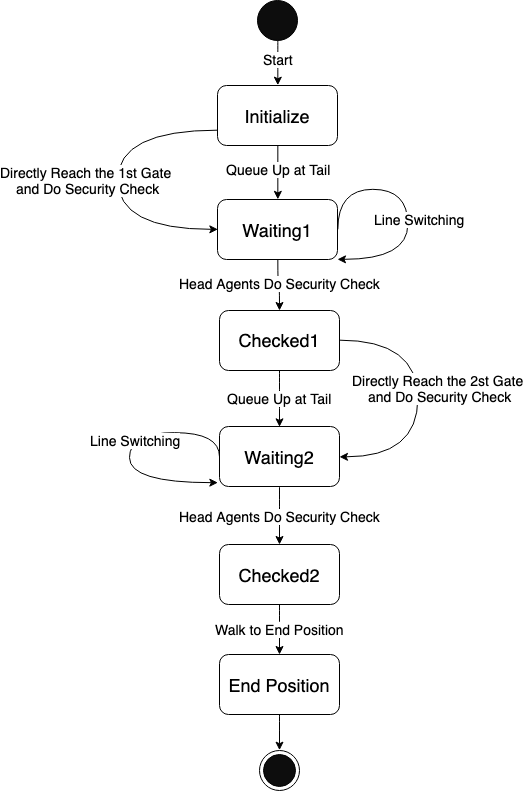 Start
Initialize
Directly Reach the 1st Gate
and Do Security Check
Queue Up at Tail
Waiting1
Line Switching
Head Agents Do Security Check
Checked1
Directly Reach the 2st Gate
and Do Security Check
Queue Up at Tail
Line Switching
Waiting2
Head Agents Do Security Check
Checked2
Walk to End Position
End Position